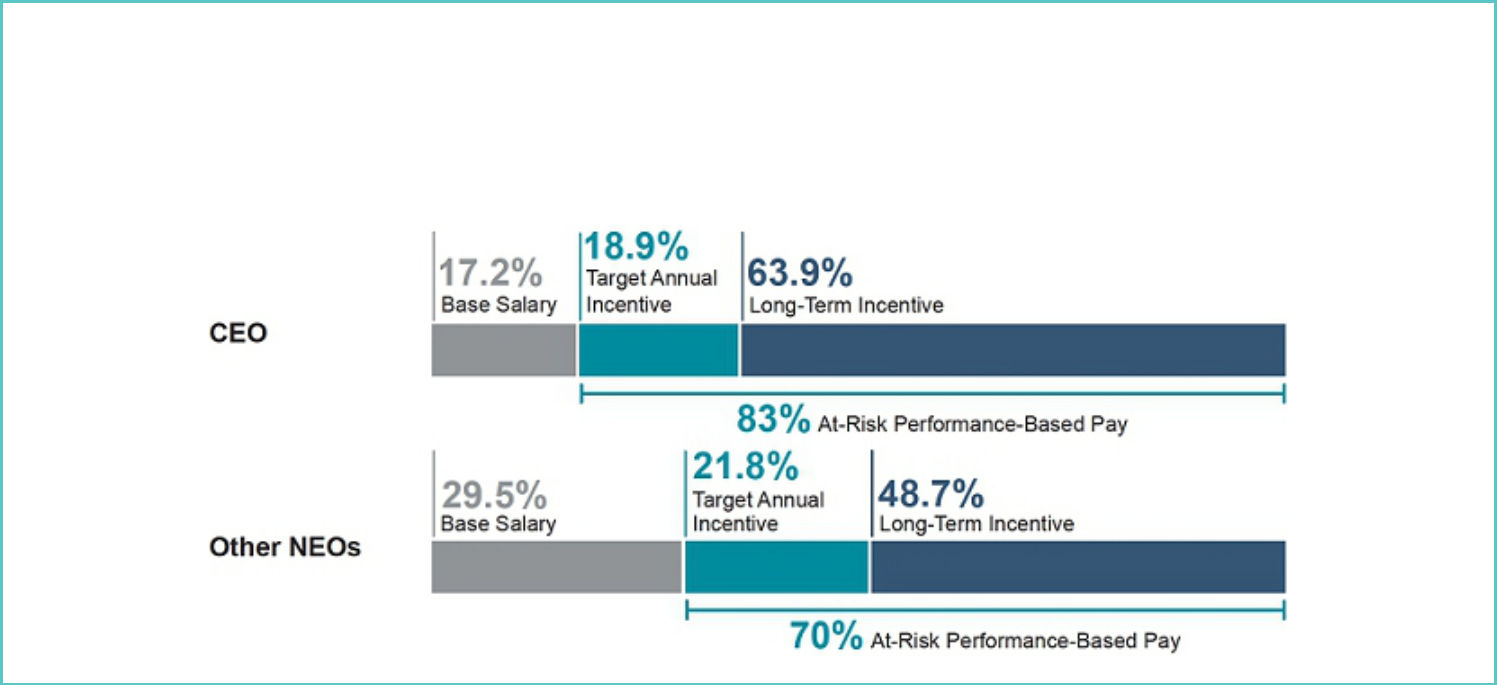 CEO
17.2%
Base Salary
18.9%
Target Annual
Incentive
63.9%
Long-Term Incentive
83% At-Risk Performance-Based Pay
Other NEOs
29.5%
Base Salary
21.8%
Target Annual
Incentive
48.7%
Long-Term Incentive
70% At-Risk Performance-Based Pay